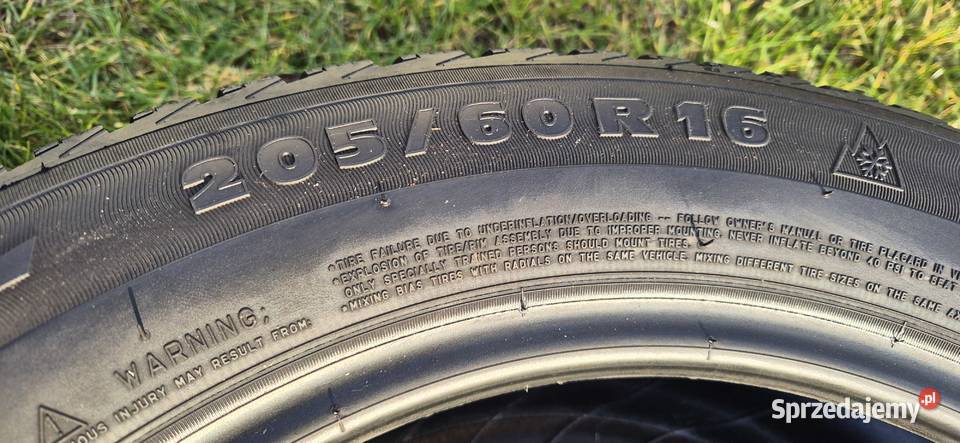 205/60 R 16
WARNING:
OUS INJURY MAY RESULT FROM:
•TIRE FAILURE DUE TO UNDERINFLATION/OVERLOADING -- FOLLOW OWNER'S MANUAL OR TIRE PLACARD IN
•EXPLOSION OF TIRE/RIM ASSEMBLY DUE TO IMPROPER MOUNTING. NEVER INFLATE BEYOND 40 PSI TO SEAT
ONLY SPECIALLY TRAINED PERSONS SHOULD MOUNT TIRES.
•MIXING BIAS TIRES WITH RADIALS ON THE SAME VEHICLE. MIXING DIFFERENT TIRE SIZES ON THE SAME
Sprzedajemy.pl